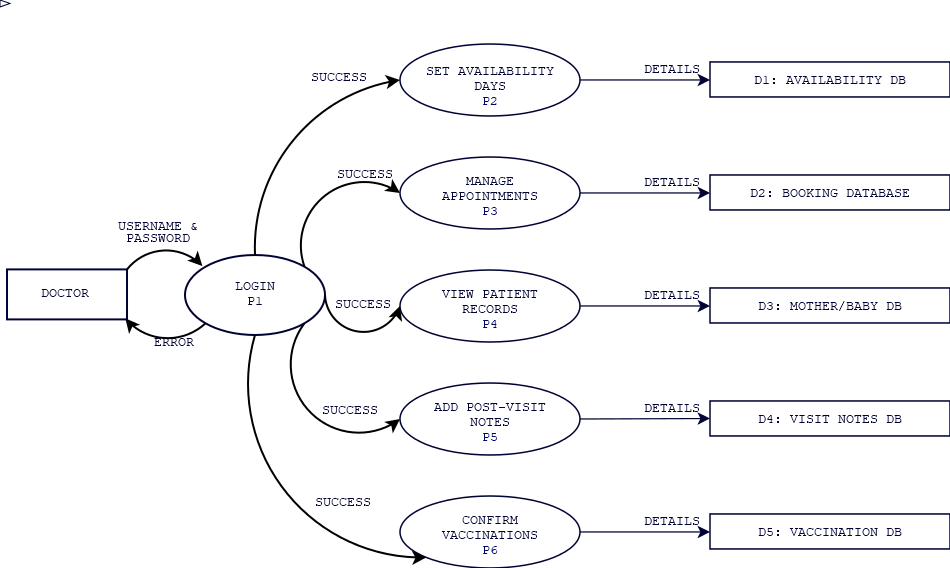 SUCCESS
SET AVAILABILITY
DAYS
P2
DETAILS
D1: AVAILABILITY DB
SUCCESS
MANAGE
APPOINTMENTS
P3
DETAILS
D2: BOOKING DATABASE
USERNAME &
PASSWORD
DOCTOR
LOGIN
P1
ERROR
SUCCESS
VIEW PATIENT
RECORDS
P4
DETAILS
D3: MOTHER/BABY DB
SUCCESS
ADD POST-VISIT
NOTES
P5
DETAILS
D4: VISIT NOTES DB
SUCCESS
CONFIRM
VACCINATIONS
P6
DETAILS
D5: VACCINATION DB